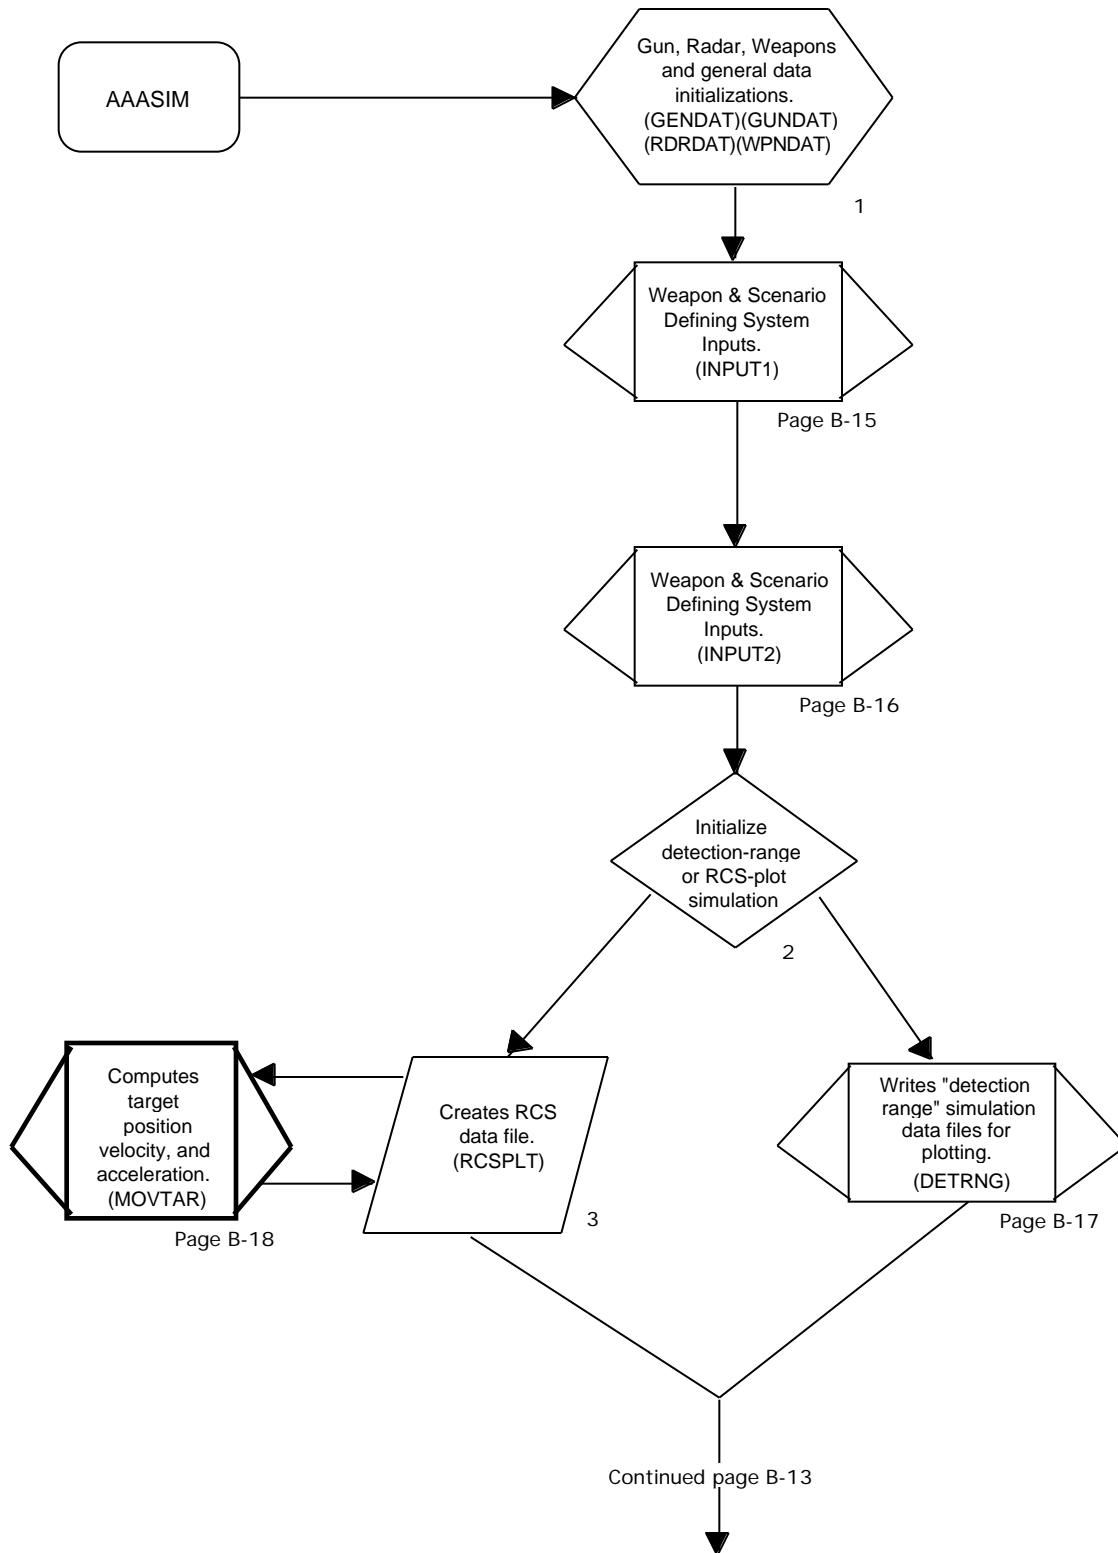 AAASIM
Gun, Radar, Weapons
and general data
initializations.
(GENDAT)(GUNDAT)
(RDRDAT)(WPNDAT)
1
Weapon & Scenario
Defining System
Inputs.
(INPUT1)
Page B-15
Weapon & Scenario
Defining System
Inputs.
(INPUT2)
Page B-16
Initialize
detection-range
or RCS-plot
simulation
2
Computes
target
position
velocity, and
acceleration.
(MOVTAR)
Page B-18
Creates RCS
data file.
(RCSPLT)
3
Writes "detection
range" simulation
data files for
plotting.
(DETRNG)
Page B-17
Continued page B-13